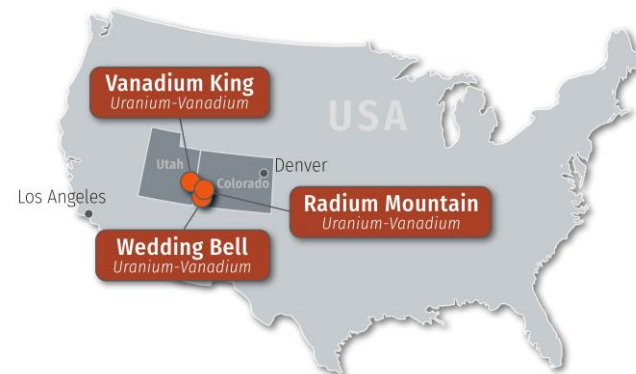 Vanadium King
Uranium-Vanadium
USA
Utah
Colorado
Denver
Los Angeles
Radium Mountain
Uranium-Vanadium
Wedding Bell
Uranium-Vanadium